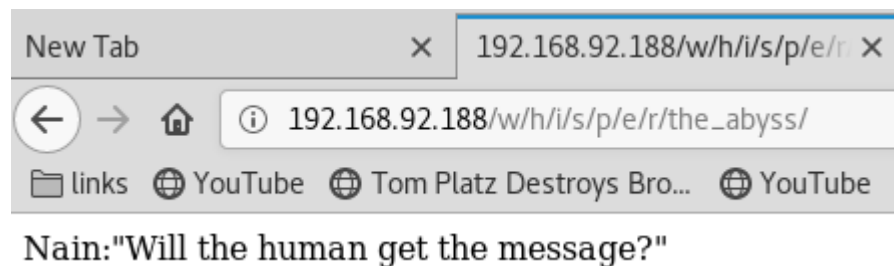 New Tab
192.168.92.188/w/h/i/s/p/e/r
192.168.92.188/w/h/i/s/p/e/r/the_abyss/
links YouTube Tom Platz Destroys Bro... YouTube
Nain:"Will the human get the message?"